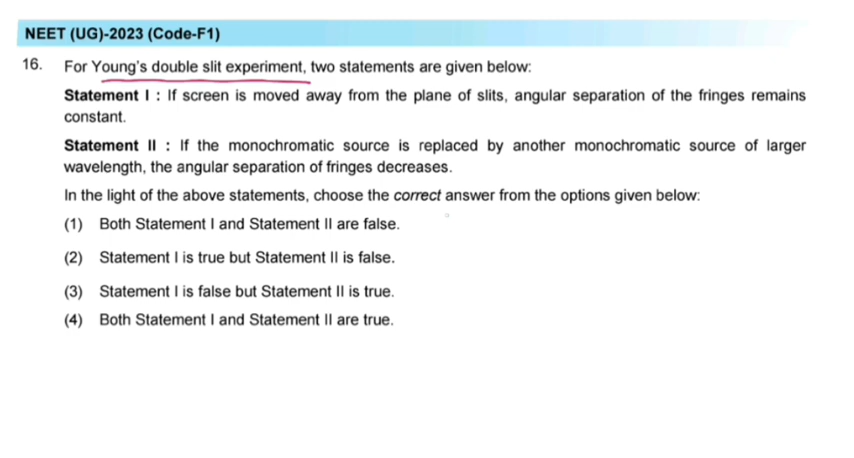 NEET (UG)-2023 (Code-F1)
16. For Young's double slit experiment, two statements are given below:
Statement I : If screen is moved away from the plane of slits, angular separation of the fringes remains
constant.
Statement II : If the monochromatic source is replaced by another monochromatic source of larger
wavelength, the angular separation of fringes decreases.
In the light of the above statements, choose the correct answer from the options given below:
(1) Both Statement I and Statement II are false.
(2) Statement I is true but Statement II is false.
(3) Statement I is false but Statement II is true.
(4) Both Statement I and Statement II are true.